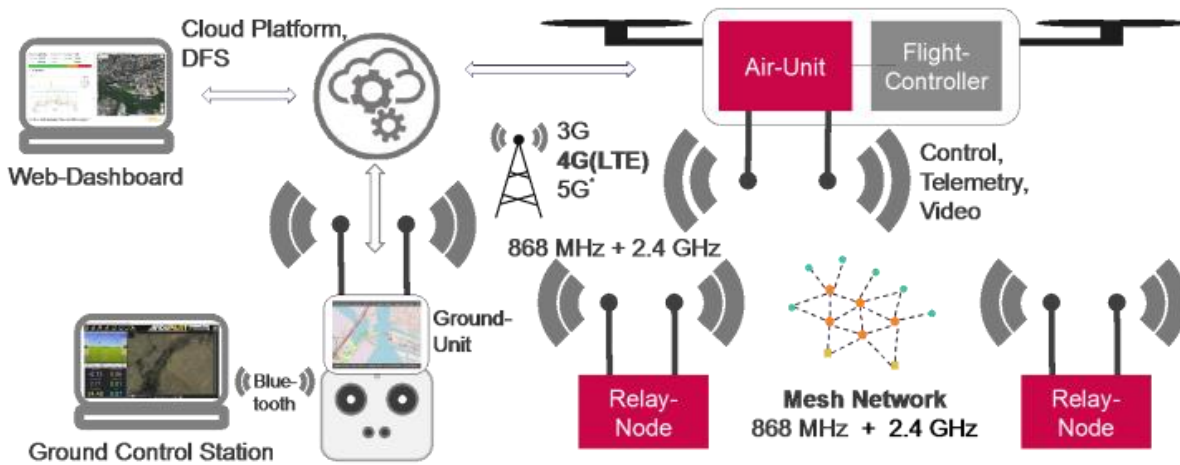 Cloud Platform,
DFS
Web-Dashboard
Air-Unit
Flight-
Controller
3G
4G(LTE)
5G*
Control,
Telemetry,
Video
868 MHz + 2.4 GHz
Ground-
Unit
Blue-
tooth
Ground Control Station
Relay-
Node
Mesh Network
868 MHz + 2.4 GHz
Relay-
Node